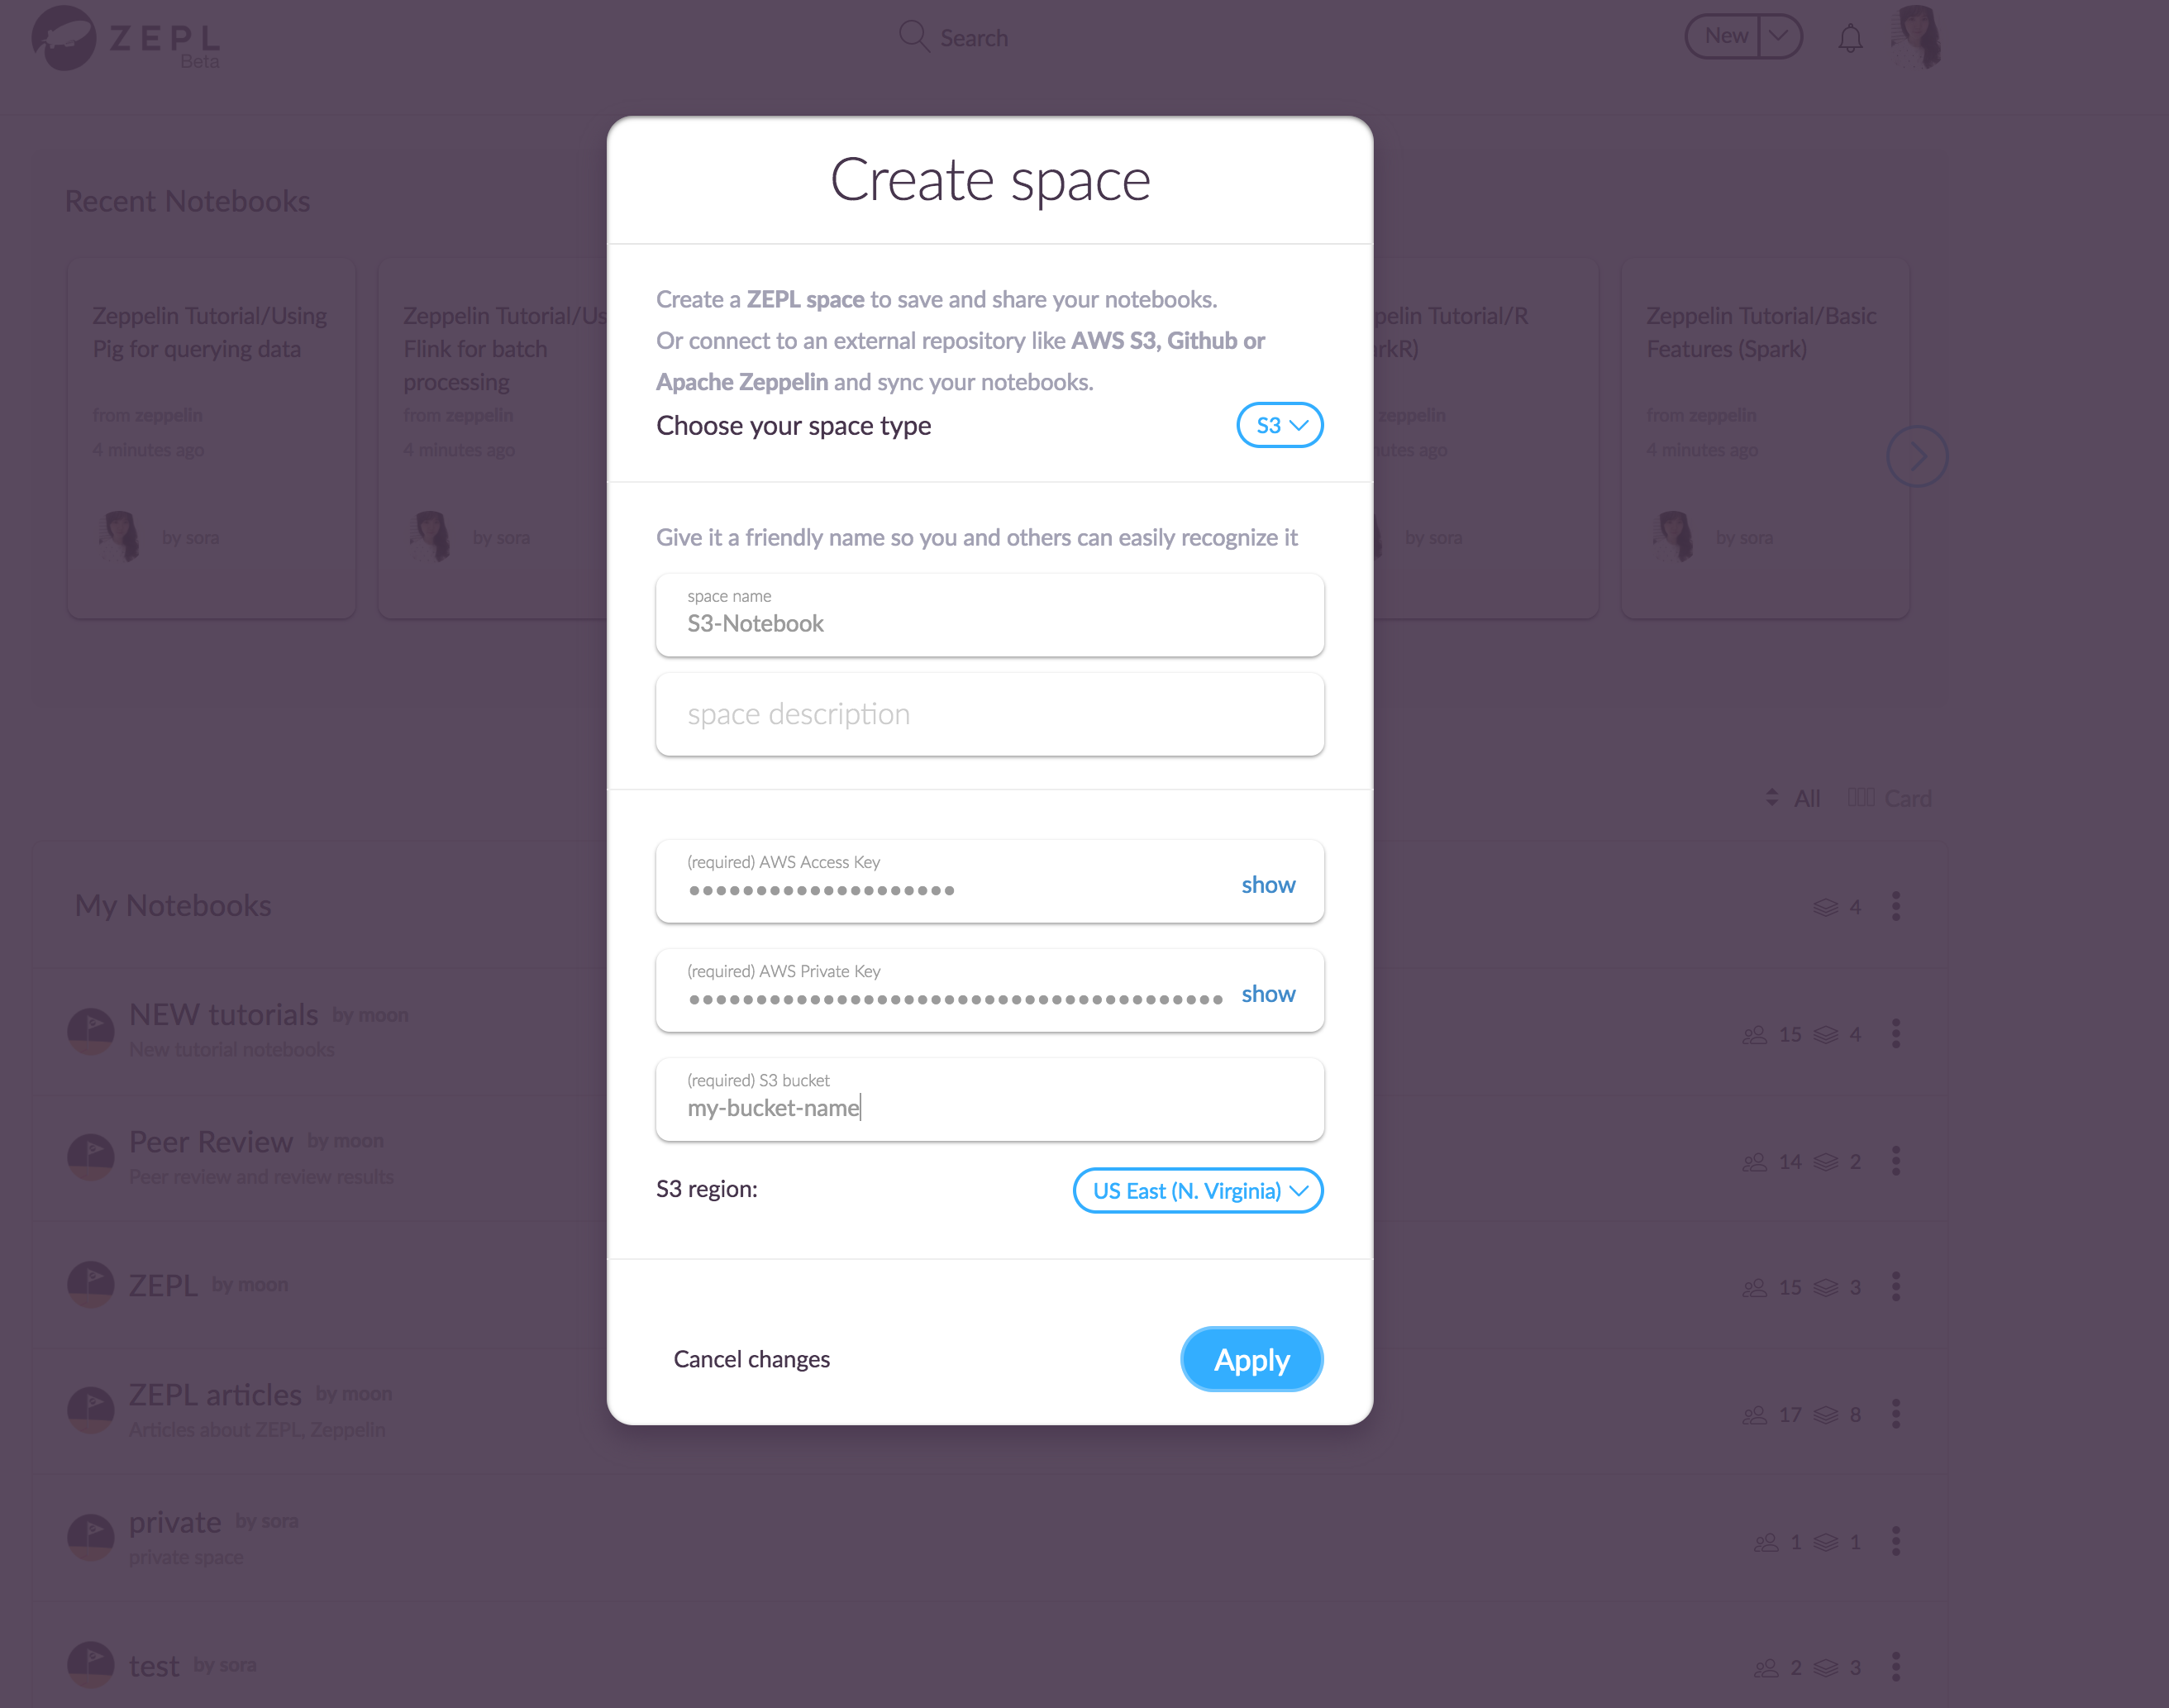 ZEPL
Beta
Search
New
Recent Notebooks
Zeppelin Tutorial/Using
Pig for querying data
from zeppelin
4 minutes ago
by sora
Zeppelin Tutorial/Us
Flink for batch
processing
from zeppelin
4 minutes ago
by sora
pelin Tutorial/R
rkR)
zeppelin
utes ago
by sora
Zeppelin Tutorial/Basic
Features (Spark)
from zeppelin
4 minutes ago
by sora
Create space
Create a ZEPL space to save and share your notebooks.
Or connect to an external repository like AWS S3, Github or
Apache Zeppelin and sync your notebooks.
Choose your space type
S3
Give it a friendly name so you and others can easily recognize it
space name
S3-Notebook
space description
(required) AWS Access Key
show
(required) AWS Private Key
show
(required) S3 bucket
my-bucket-name
S3 region:
US East (N. Virginia)
Cancel changes
Apply
All
Card
My Notebooks
4
NEW tutorials by moon
New tutorial notebooks
15 4
Peer Review by moon
Peer review and review results
14 2
ZEPL by moon
15 3
ZEPL articles by moon
Articles about ZEPL, Zeppelin
17 8
private by sora
private space
1 1
test by sora
2 3